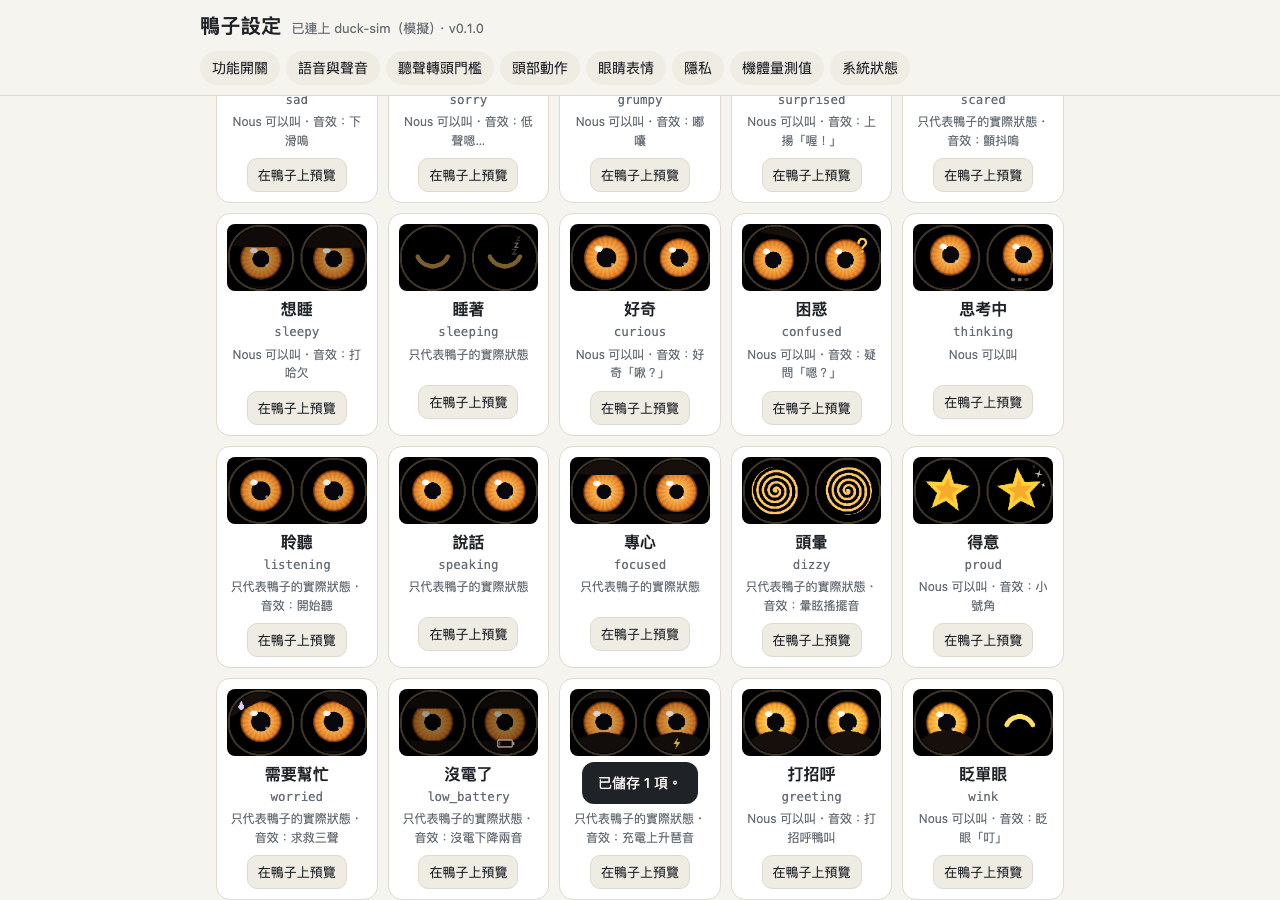 鴨子設定 已連上 duck-sim（模擬）· v0.1.0
功能開關 語音與聲音 聽聲轉頭門檻 頭部動作 眼睛表情 隱私 機體量測值 系統狀態
sad sorry grumpy surprised scared
Nous 可以叫 · 音效：下 Nous 可以叫 · 音效：低 Nous 可以叫 · 音效：嘟 Nous 可以叫 · 音效：上 只代表鴨子的實際狀態 ·
滑嗚 聲嗯… 囔 揚「喔！」 音效：顫抖嗚
在鴨子上預覽 在鴨子上預覽 在鴨子上預覽 在鴨子上預覽 在鴨子上預覽
z z z ?
想睡 睡著 好奇 困惑 思考中
sleepy sleeping curious confused thinking
Nous 可以叫 · 音效：打 只代表鴨子的實際狀態 Nous 可以叫 · 音效：好 Nous 可以叫 · 音效：疑 Nous 可以叫
哈欠 奇「啾？」 問「嗯？」
在鴨子上預覽 在鴨子上預覽 在鴨子上預覽 在鴨子上預覽 在鴨子上預覽
聆聽 說話 專心 頭暈 得意
listening speaking focused dizzy proud
只代表鴨子的實際狀態 · 只代表鴨子的實際狀態 只代表鴨子的實際狀態 只代表鴨子的實際狀態 · Nous 可以叫 · 音效：小
音效：開始聽 音效：暈眩搖擺音 號角
在鴨子上預覽 在鴨子上預覽 在鴨子上預覽 在鴨子上預覽 在鴨子上預覽
需要幫忙 沒電了 已儲存 1 項。 打招呼 眨單眼
worried low_battery greeting wink
只代表鴨子的實際狀態 · 只代表鴨子的實際狀態 · 只代表鴨子的實際狀態 · Nous 可以叫 · 音效：打 Nous 可以叫 · 音效：眨
音效：求救三聲 音效：沒電下降兩音 音效：充電上升琶音 招呼鴨叫 眼「叮」
在鴨子上預覽 在鴨子上預覽 在鴨子上預覽 在鴨子上預覽 在鴨子上預覽